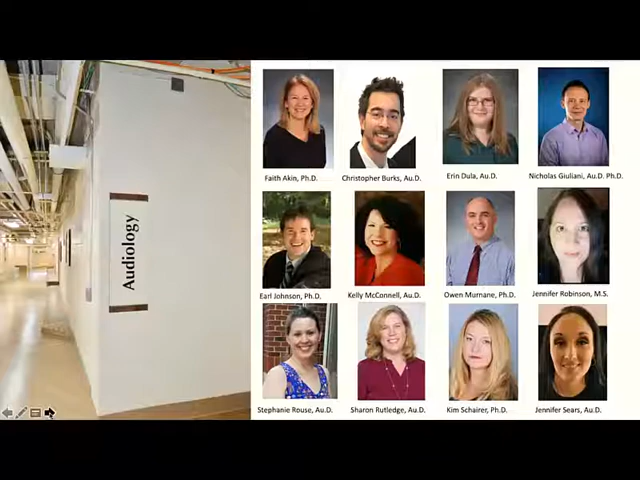 Audiology
Faith Akin, Ph.D.
Christopher Burks, Au.D.
Erin Dula, Au.D.
Nicholas Giuliani, Au.D. Ph.D.
Earl Johnson, Ph.D.
Kelly McConnell, Au.D.
Owen Murnane, Ph.D.
Jennifer Robinson, M.S.
Stephanie Rouse, Au.D.
Sharon Rutledge, Au.D.
Kim Schairer, Ph.D.
Jennifer Sears, Au.D.